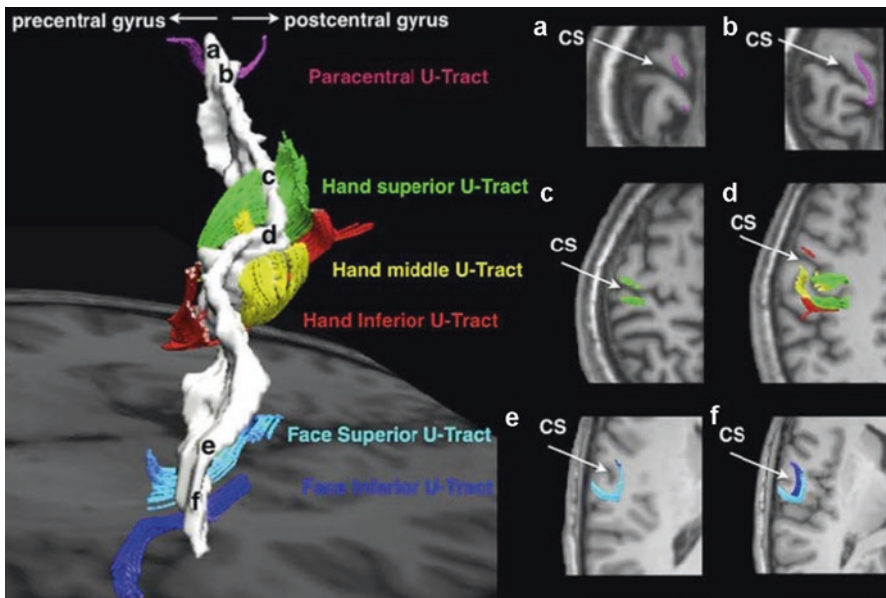 precentral gyrus
postcentral gyrus
a
b
Paracentral U-Tract
c
Hand superior U-Tract
d
Hand middle U-Tract
Hand Inferior U-Tract
e
Face Superior U-Tract
f
Face Inferior U-Tract
a
CS
b
CS
c
CS
d
CS
e
CS
f
CS